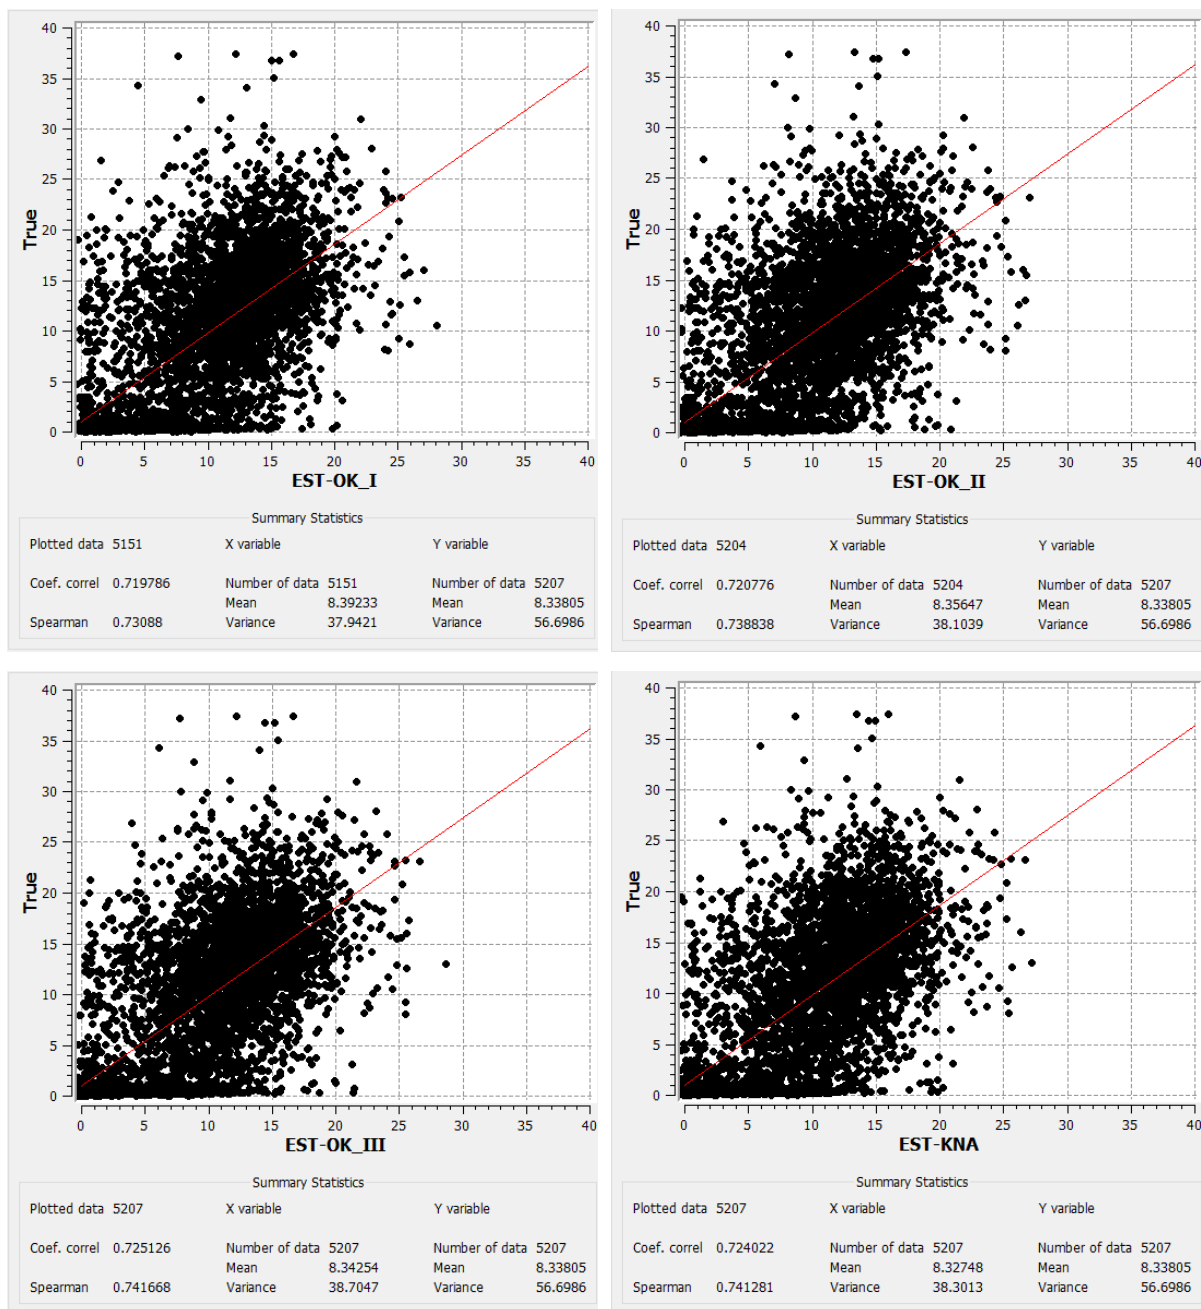 40
35
30
25
20
15
10
5
0
True
0 5 10 15 20 25 30 35 40
EST-OK_I
Summary Statistics
Plotted data 5151 X variable Y variable
Coef. correl 0.719786 Number of data 5151 Number of data 5207
Mean 8.39233 Mean 8.33805
Spearman 0.73088 Variance 37.9421 Variance 56.6986
40
35
30
25
20
15
10
5
0
True
0 5 10 15 20 25 30 35 40
EST-OK_II
Summary Statistics
Plotted data 5204 X variable Y variable
Coef. correl 0.720776 Number of data 5204 Number of data 5207
Mean 8.35647 Mean 8.33805
Spearman 0.738838 Variance 38.1039 Variance 56.6986
40
35
30
25
20
15
10
5
0
True
0 5 10 15 20 25 30 35 40
EST-OK_III
Summary Statistics
Plotted data 5207 X variable Y variable
Coef. correl 0.725126 Number of data 5207 Number of data 5207
Mean 8.34254 Mean 8.33805
Spearman 0.741668 Variance 38.7047 Variance 56.6986
40
35
30
25
20
15
10
5
0
True
0 5 10 15 20 25 30 35 40
EST-KNA
Summary Statistics
Plotted data 5207 X variable Y variable
Coef. correl 0.724022 Number of data 5207 Number of data 5207
Mean 8.32748 Mean 8.33805
Spearman 0.741281 Variance 38.3013 Variance 56.6986